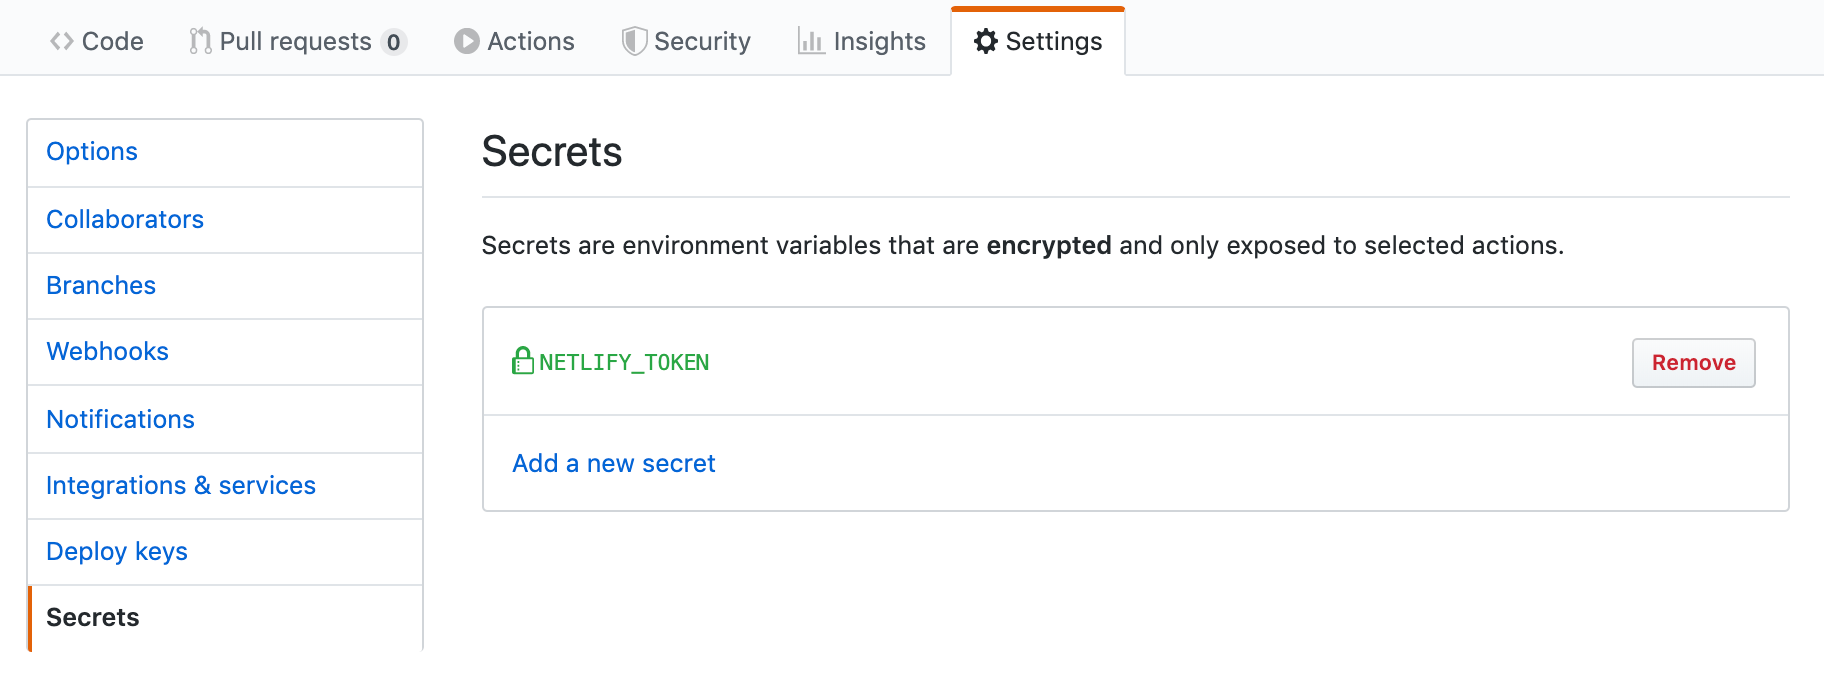 Code Pull requests 0 Actions Security Insights Settings
Options
Collaborators
Branches
Webhooks
Notifications
Integrations & services
Deploy keys
Secrets
Secrets
Secrets are environment variables that are encrypted and only exposed to selected actions.
NETLIFY_TOKEN Remove
Add a new secret